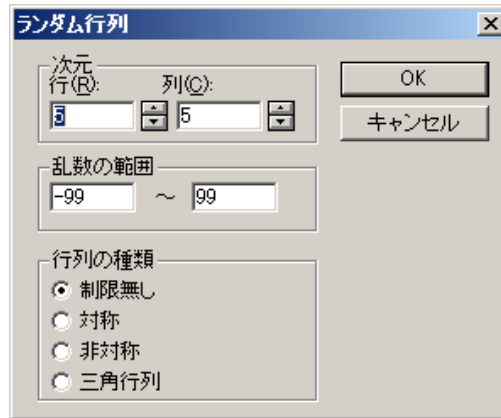 ランダム行列
次元
行(R): 列(C):
5 5
OK
キャンセル
乱数の範囲
-99 ～ 99
行列の種類
制限無し
対称
非対称
三角行列